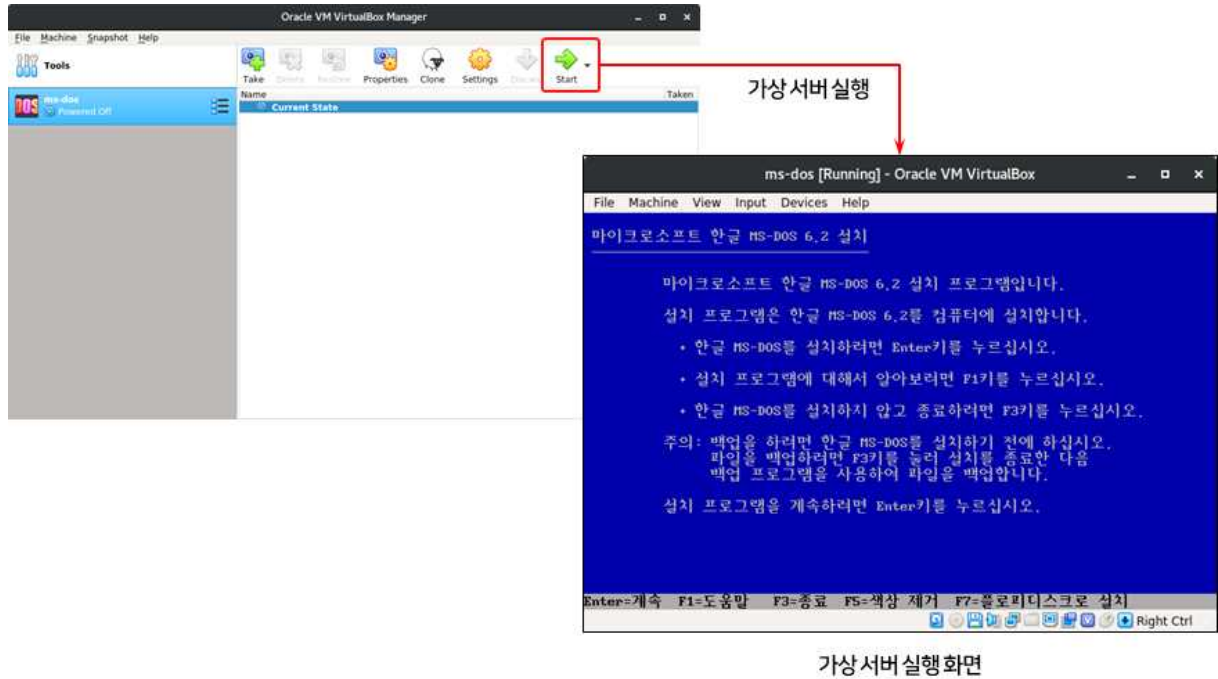 Oracle VM VirtualBox Manager
File Machine Snapshot Help
Tools
Take Delete Restore Properties Clone Settings Discard Start
Name Taken
ms-dos
Powered Off
Current State
가상 서버 실행
ms-dos [Running] - Oracle VM VirtualBox
File Machine View Input Devices Help
마이크로소프트 한글 MS-DOS 6.2 설치
마이크로소프트 한글 MS-DOS 6.2 설치 프로그램입니다.
설치 프로그램은 한글 MS-DOS 6.2를 컴퓨터에 설치합니다.
• 한글 MS-DOS를 설치하려면 Enter키를 누르십시오.
• 설치 프로그램에 대해서 알아보려면 F1키를 누르십시오.
• 한글 MS-DOS를 설치하지 않고 종료하려면 F3키를 누르십시오.
주의: 백업을 하려면 한글 MS-DOS를 설치하기 전에 하십시오.
파일을 백업하려면 F3키를 눌러 설치를 종료한 다음
백업 프로그램을 사용하여 파일을 백업합니다.
설치 프로그램을 계속하려면 Enter키를 누르십시오.
Enter=계속 F1=도움말 F3=종료 F5=색상 제거 F7=플로피디스크로 설치
Right Ctrl
가상 서버 실행 화면